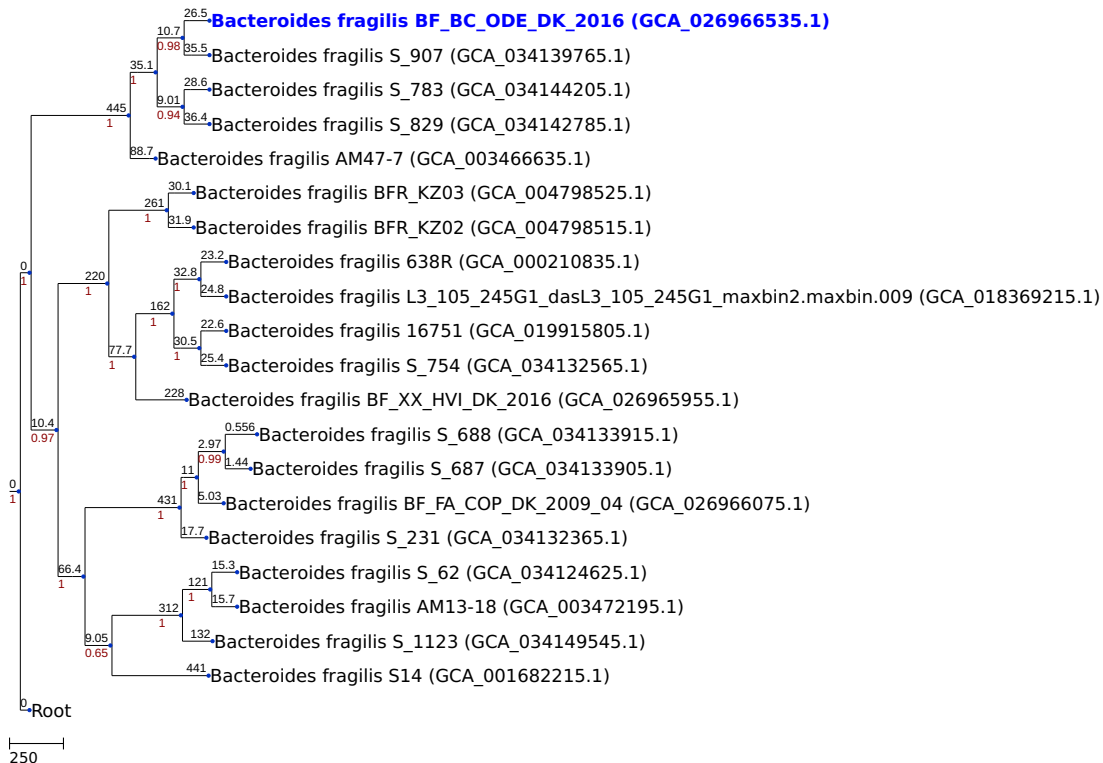 26.5
Bacteroides fragilis BF_BC_ODE_DK_2016 (GCA_026966535.1)
10.7
0.98
35.5
Bacteroides fragilis S_907 (GCA_034139765.1)
35.1
1
28.6
Bacteroides fragilis S_783 (GCA_034144205.1)
9.01
0.94
445
1
36.4
Bacteroides fragilis S_829 (GCA_034142785.1)
88.7
Bacteroides fragilis AM47-7 (GCA_003466635.1)
30.1
Bacteroides fragilis BFR_KZ03 (GCA_004798525.1)
261
1
31.9
Bacteroides fragilis BFR_KZ02 (GCA_004798515.1)
23.2
Bacteroides fragilis 638R (GCA_000210835.1)
0
1
220
1
32.8
1
24.8
Bacteroides fragilis L3_105_245G1_dasL3_105_245G1_maxbin2.maxbin.009 (GCA_018369215.1)
162
1
22.6
Bacteroides fragilis 16751 (GCA_019915805.1)
30.5
1
77.7
1
25.4
Bacteroides fragilis S_754 (GCA_034132565.1)
228
Bacteroides fragilis BF_XX_HVI_DK_2016 (GCA_026965955.1)
10.4
0.97
0.556
Bacteroides fragilis S_688 (GCA_034133915.1)
2.97
0.99
1.44
Bacteroides fragilis S_687 (GCA_034133905.1)
11
1
0
1
5.03
Bacteroides fragilis BF_FA_COP_DK_2009_04 (GCA_026966075.1)
431
1
17.7
Bacteroides fragilis S_231 (GCA_034132365.1)
66.4
1
15.3
Bacteroides fragilis S_62 (GCA_034124625.1)
121
1
15.7
Bacteroides fragilis AM13-18 (GCA_003472195.1)
312
1
132
Bacteroides fragilis S_1123 (GCA_034149545.1)
9.05
0.65
441
Bacteroides fragilis S14 (GCA_001682215.1)
0
Root
250